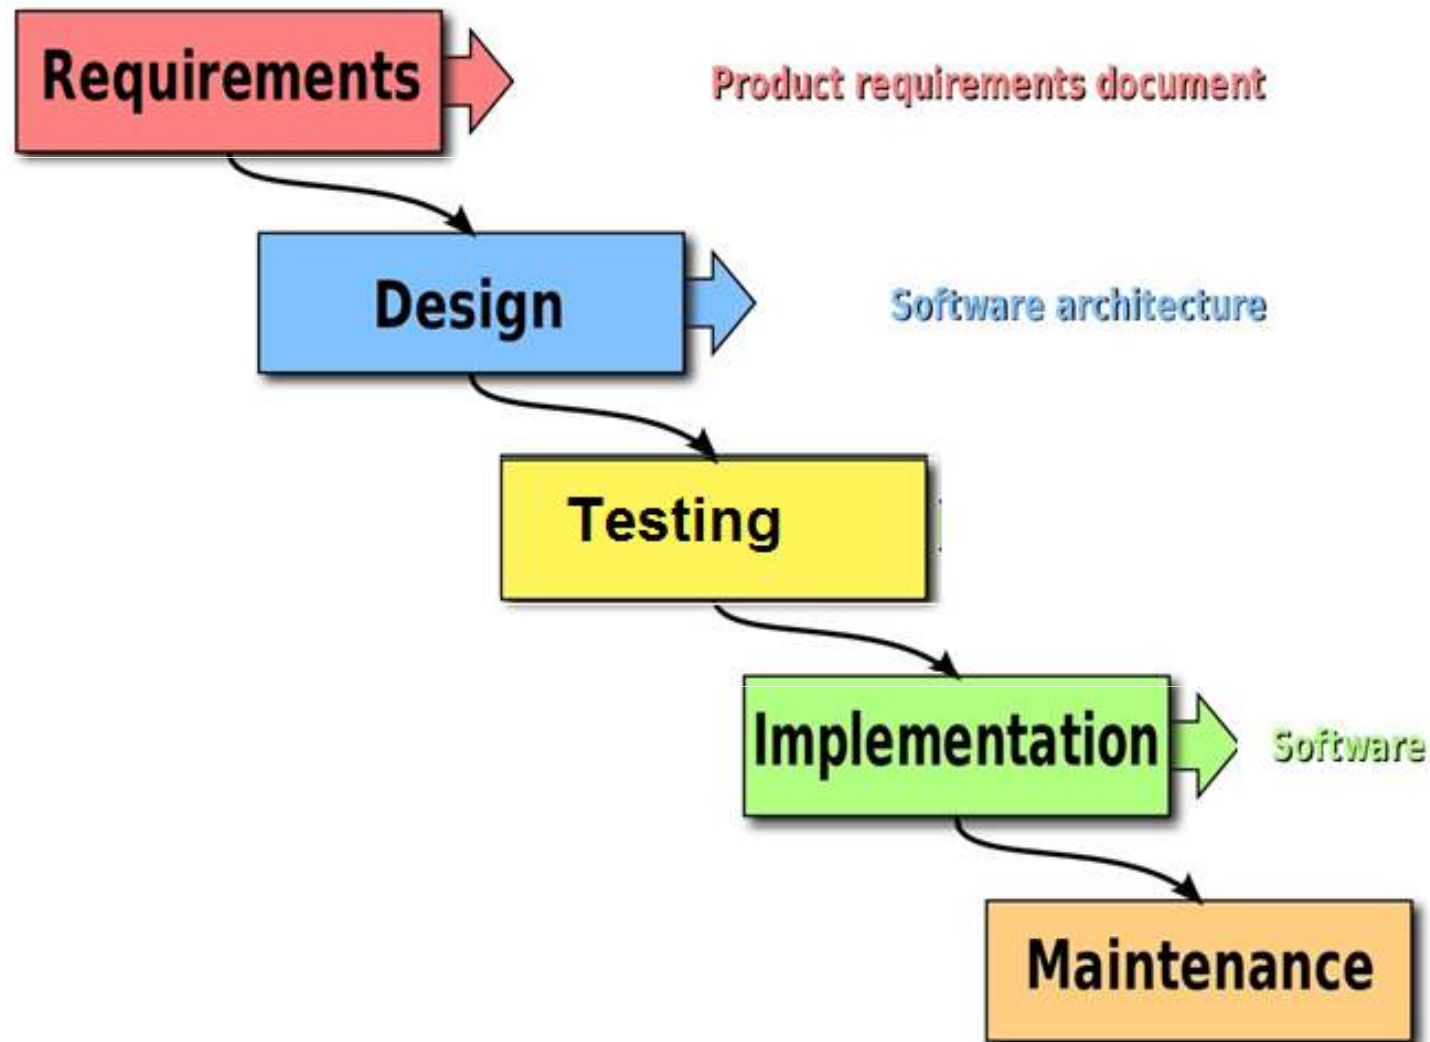 Requirements
Product requirements document
Design
Software architecture
Testing
Implementation
Software
Maintenance